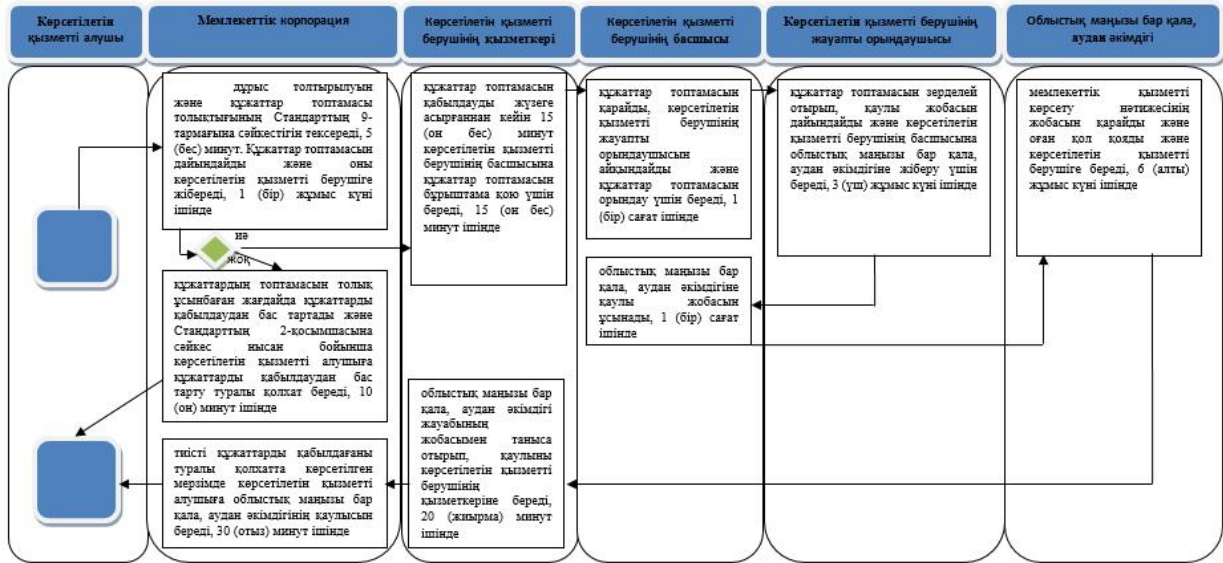 Көрсетілетін
қызметті алушы
Мемлекеттік корпорация
Көрсетілетін қызметті
берушінің қызметкері
Көрсетілетін қызметті
берушінің басшысы
Көрсетілетін қызметті берушінің
жауапты орындаушысы
Облыстық маңызы бар қала,
аудан әкімдігі
дұрыс толтырылуын
және құжаттар топтамасы
толықтығының Стандарттың 9-
тармағына сәйкестігін тексереді, 5
(бес) минут. Құжаттар топтамасын
дайындайды және оны
көрсетілетін қызметті берушіге
жібереді, 1 (бір) жұмыс күні
ішінде
иә
жоқ
құжаттардың топтамасын толық
ұсынбаған жағдайда құжаттарды
қабылдаудан бас тартады және
Стандарттың 2-қосымшасына
сәйкес нысан бойынша
көрсетілетін қызметті алушыға
құжаттарды қабылдаудан бас
тарту туралы қолхат береді, 10
(он) минут ішінде
тиісті құжаттарды қабылдағаны
туралы қолхатта көрсетілген
мерзімде көрсетілетін қызметті
алушыға облыстық маңызы бар
қала, аудан әкімдігінің қаулысын
береді, 30 (отыз) минут ішінде
құжаттар топтамасын
қабылдауды жүзеге
асырғаннан кейін 15
(он бес) минут
көрсетілетін қызметті
берушінің басшысына
құжаттар топтамасын
бұрыштама қою үшін
береді, 15 (он бес)
минут ішінде
облыстық маңызы бар
қала, аудан әкімдігі
жауабының
жобасымен таныса
отырып, қаулыны
көрсетілетін қызметті
берушінің
қызметкеріне береді,
20 (жиырма) минут
ішінде
құжаттар топтамасын
қарайды, көрсетілетін
қызметті берушінің
жауапты
орындаушысын
айқындайды және
құжаттар топтамасын
орындау үшін береді, 1
(бір) сағат ішінде
облыстық маңызы бар
қала, аудан әкімдігіне
қаулы жобасын
ұсынады, 1 (бір) сағат
ішінде
құжаттар топтамасын зерделей
отырып, қаулы жобасын
дайындайды және көрсетілетін
қызметті берушінің басшысына
облыстық маңызы бар қала,
аудан әкімдігіне жіберу үшін
береді, 3 (үш) жұмыс күні ішінде
мемлекеттік қызметті
көрсету нәтижесінің
жобасын қарайды және
оған қол қояды және
көрсетілетін қызметті
берушіге береді, 6 (алты)
жұмыс күні ішінде